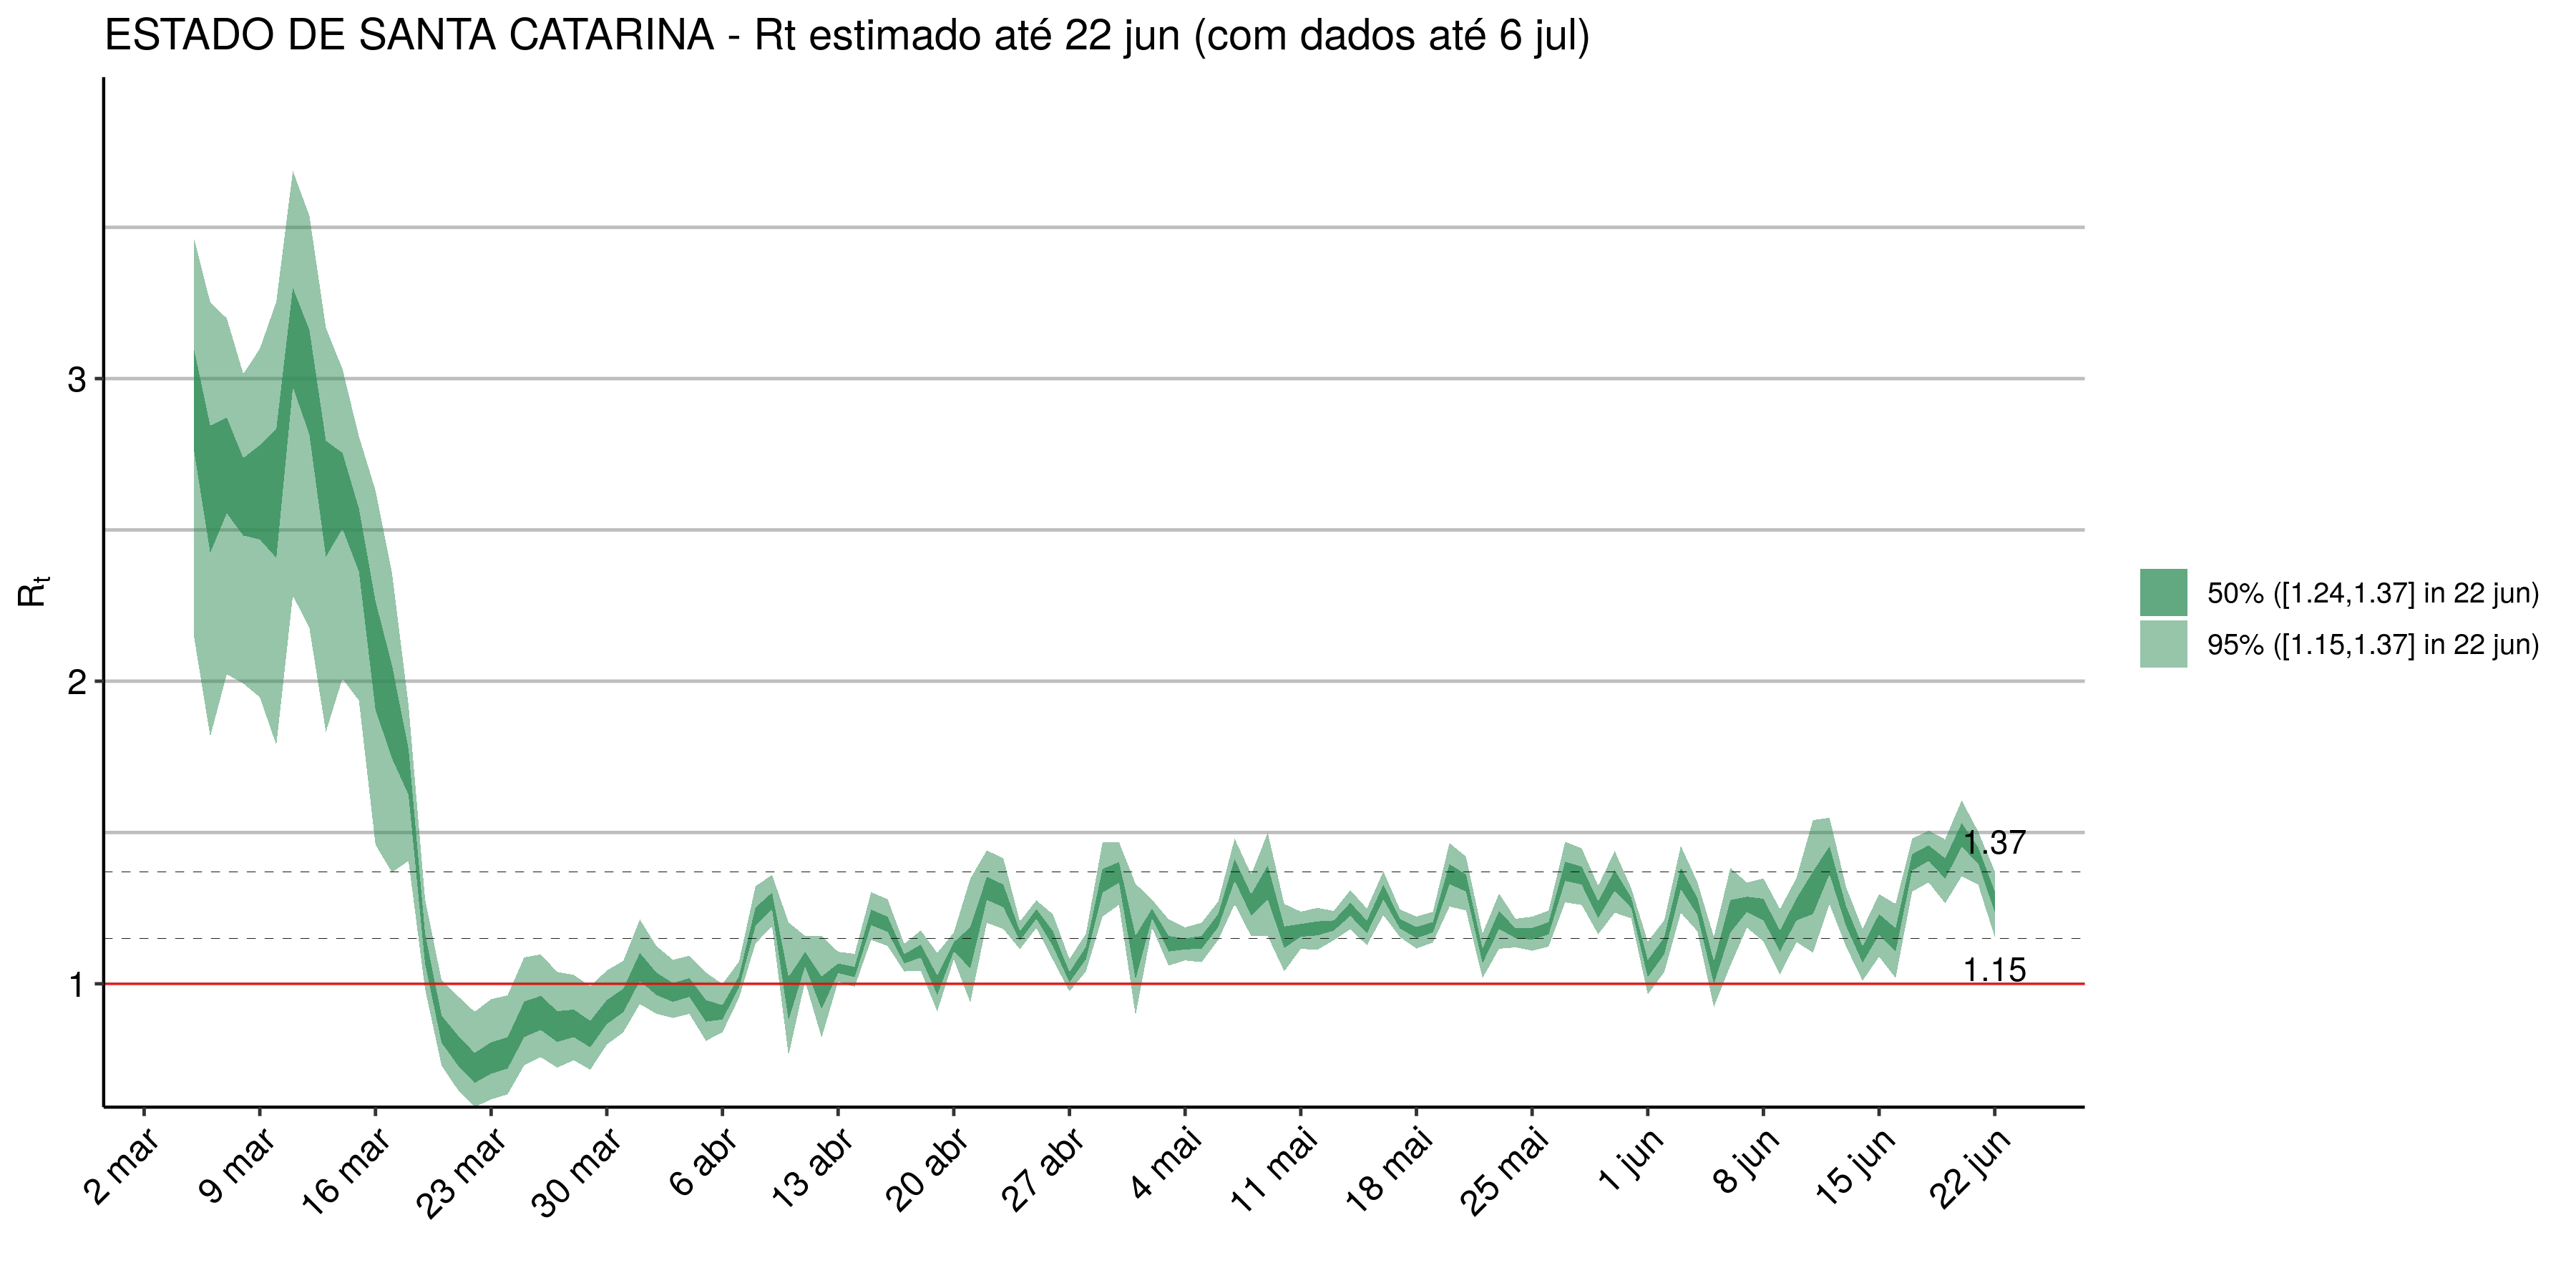 ESTADO DE SANTA CATARINA - Rt estimado até 22 jun (com dados até 6 jul)
3
2
1
Rt
1.37
1.15
50% ([1.24,1.37] in 22 jun)
95% ([1.15,1.37] in 22 jun)
2 mar
9 mar
16 mar
23 mar
30 mar
6 abr
13 abr
20 abr
27 abr
4 mai
11 mai
18 mai
25 mai
1 jun
8 jun
15 jun
22 jun